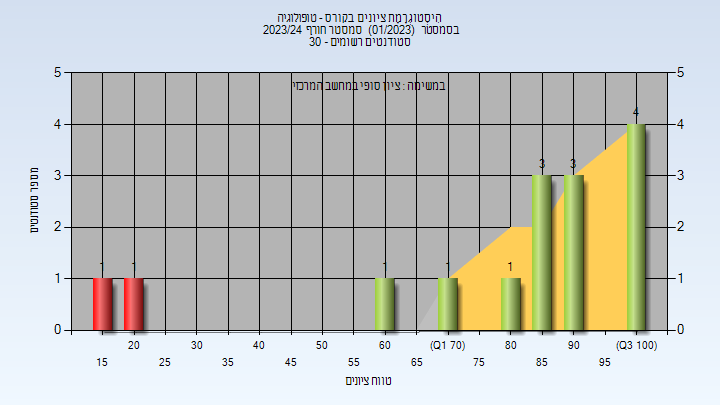 היסטוגרמת ציונים בקורס - טופולוגיה
בסמסטר (01/2023) סמסטר חורף 2023/24
סטודנטים רשומים - 30
במשימה : ציון סופי במחשב המרכזי
5 5
4 4
3 3
2 2
1 1
0 0
מספר סטודנטים
1 1 1 1 1 3 3 4
20 30 40 50 60 (Q1 70) 80 90 (Q3 100)
15 25 35 45 55 65 75 85 95
טווח ציונים